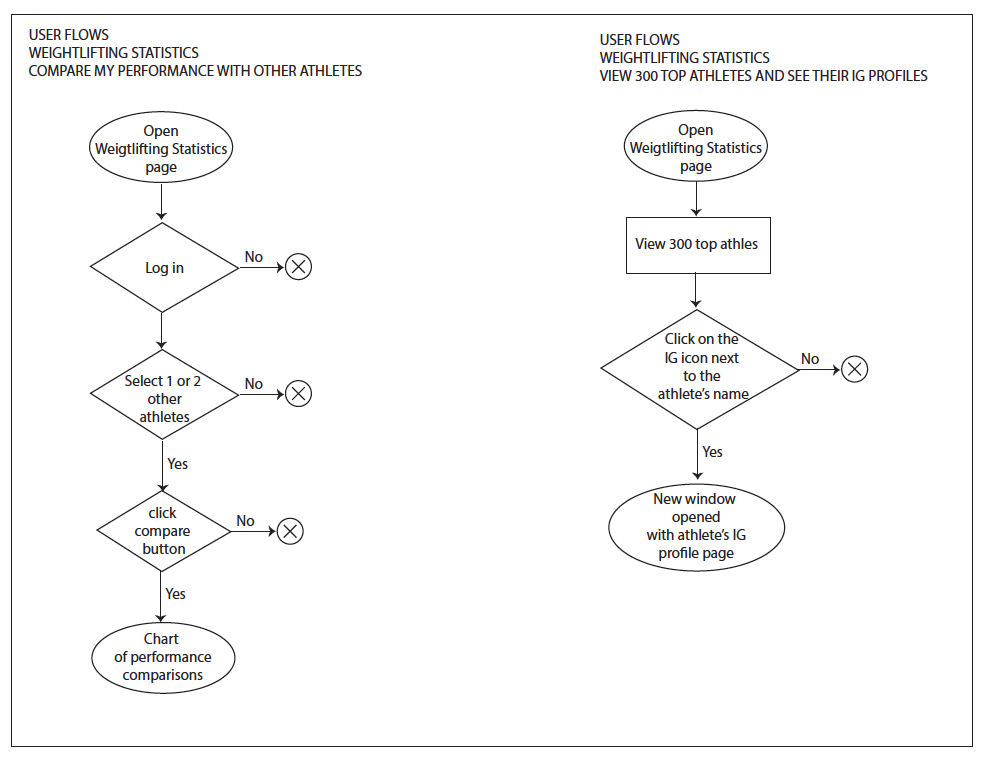 USER FLOWS
WEIGHTLIFTING STATISTICS
COMPARE MY PERFORMANCE WITH OTHER ATHLETES
Open
Weigtlifting Statistics
page
Log in
No
Select 1 or 2
other
athletes
No
Yes
click
compare
button
No
Yes
Chart
of performance
comparisons
USER FLOWS
WEIGHTLIFTING STATISTICS
VIEW 300 TOP ATHLETES AND SEE THEIR IG PROFILES
Open
Weigtlifting Statistics
page
View 300 top athles
Click on the
IG icon next
to the
athlete's name
No
Yes
New window
opened
with athlete's IG
profile page